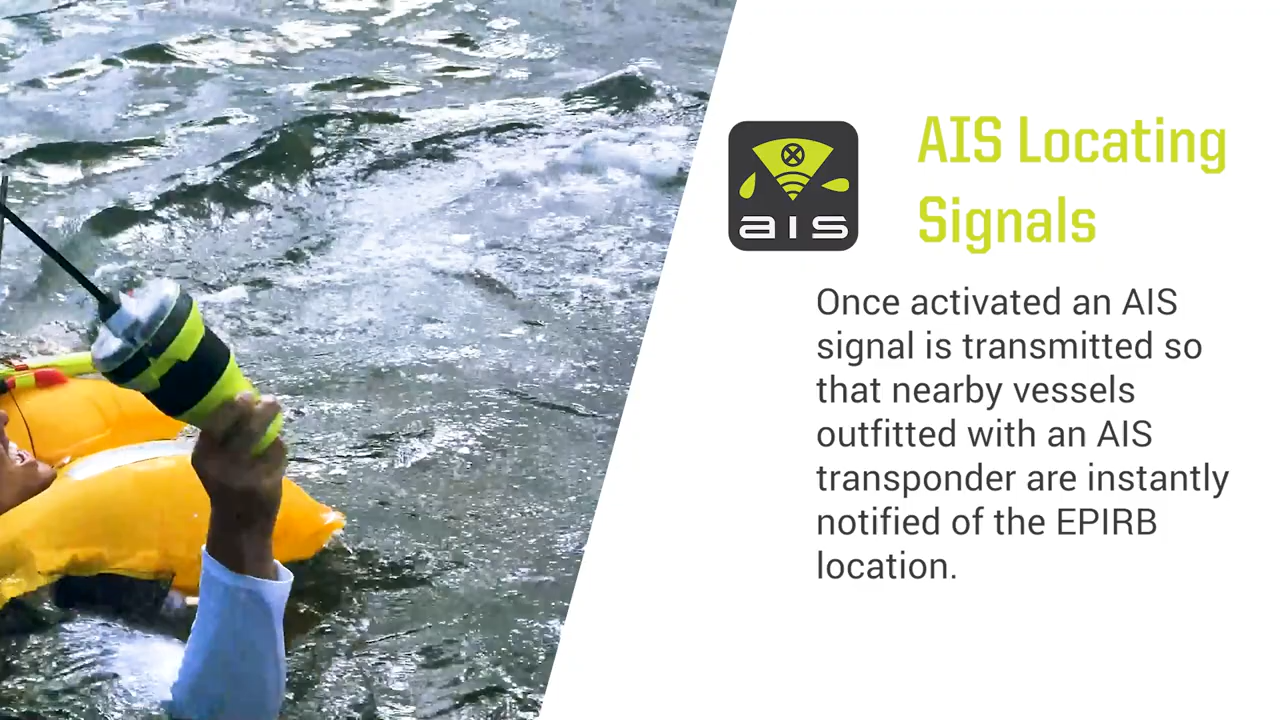 AIS Locating
Signals
ais
Once activated an AIS
signal is transmitted so
that nearby vessels
outfitted with an AIS
transponder are instantly
notified of the EPIRB
location.